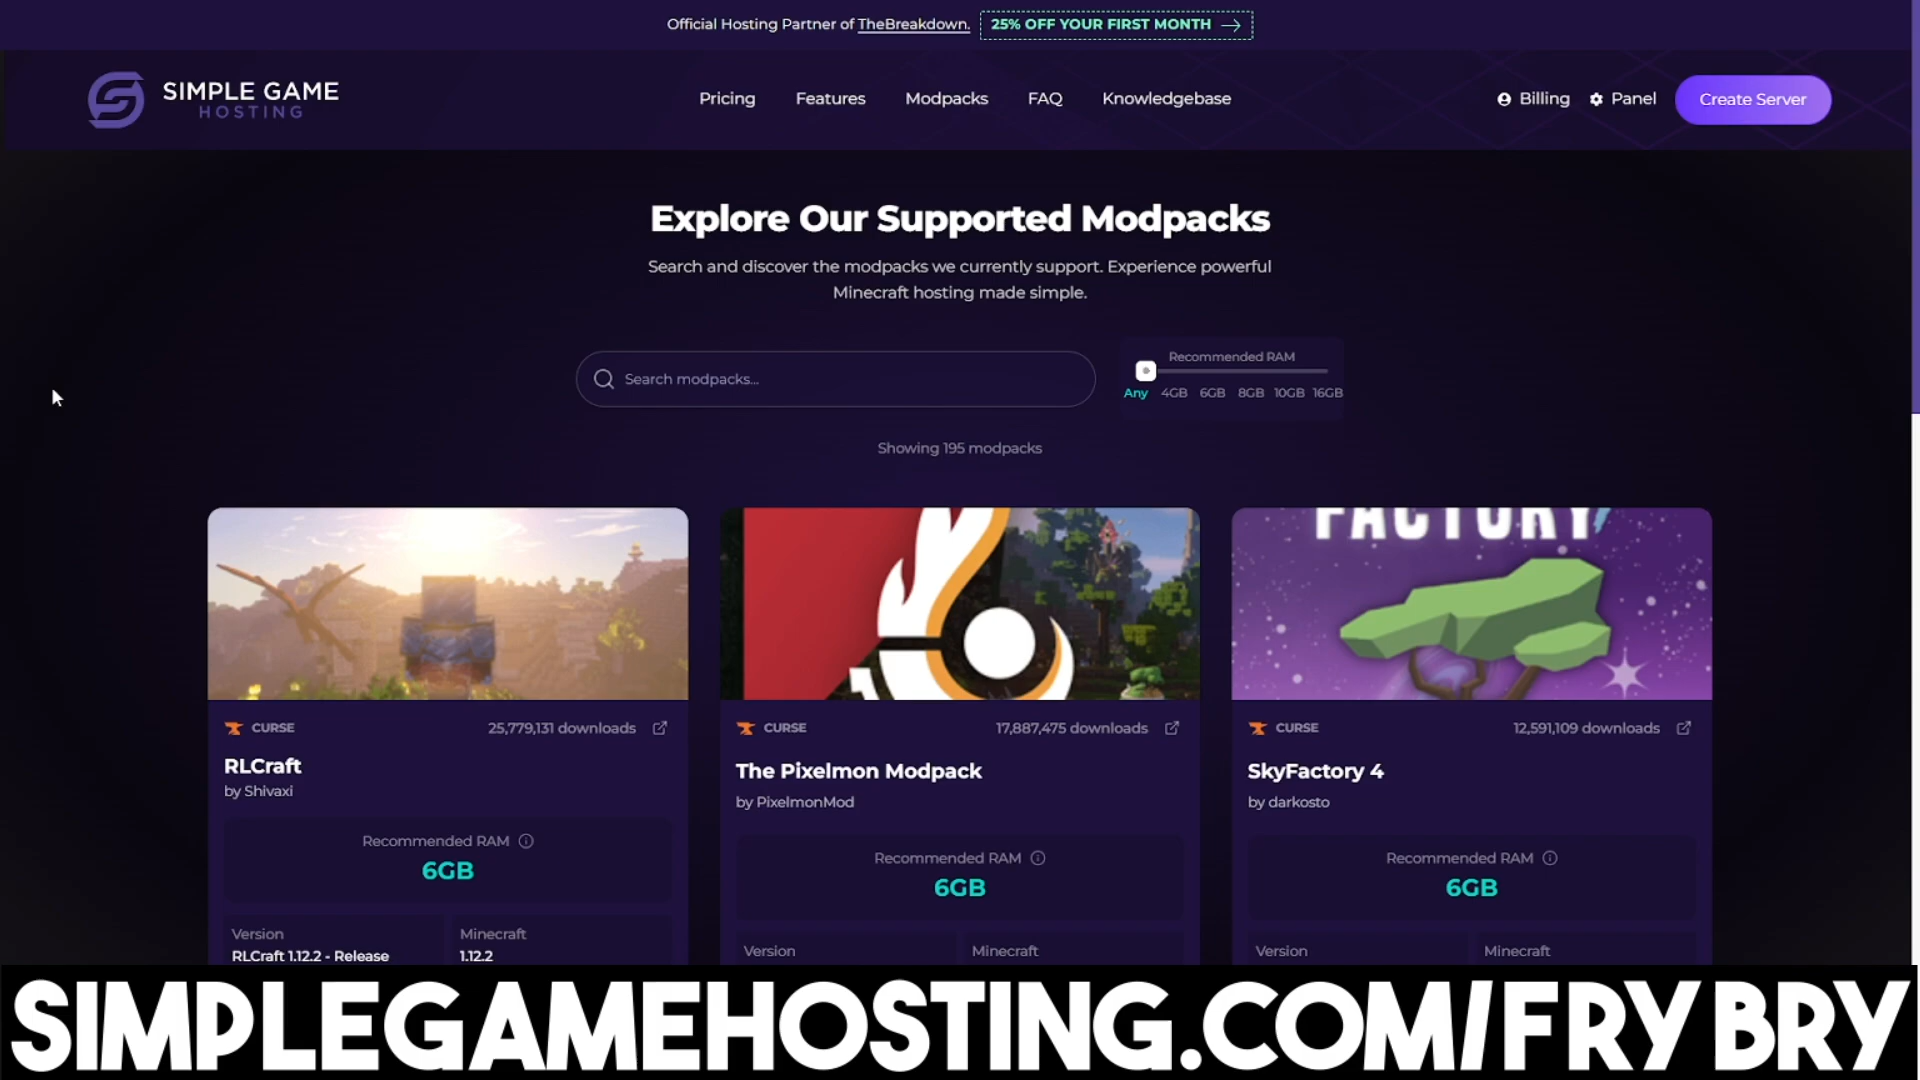 Official Hosting Partner of TheBreakdown. 25% OFF YOUR FIRST MONTH
SIMPLE GAME
HOSTING
Pricing Features Modpacks FAQ Knowledgebase
Billing Panel Create Server
Explore Our Supported Modpacks
Search and discover the modpacks we currently support. Experience powerful
Minecraft hosting made simple.
Search modpacks...
Recommended RAM
Any 4GB 6GB 8GB 10GB 16GB
Showing 195 modpacks
FACTORY
CURSE 25,779,131 downloads
RLCraft
by Shivaxi
Recommended RAM
6GB
Version Minecraft
RLCraft 1.12.2 - Release 1.12.2
CURSE 17,887,475 downloads
The Pixelmon Modpack
by PixelmonMod
Recommended RAM
6GB
Version Minecraft
CURSE 12,591,109 downloads
SkyFactory 4
by darkosto
Recommended RAM
6GB
Version Minecraft
SIMPLEGAMEHOSTING.COM/FRYBRY